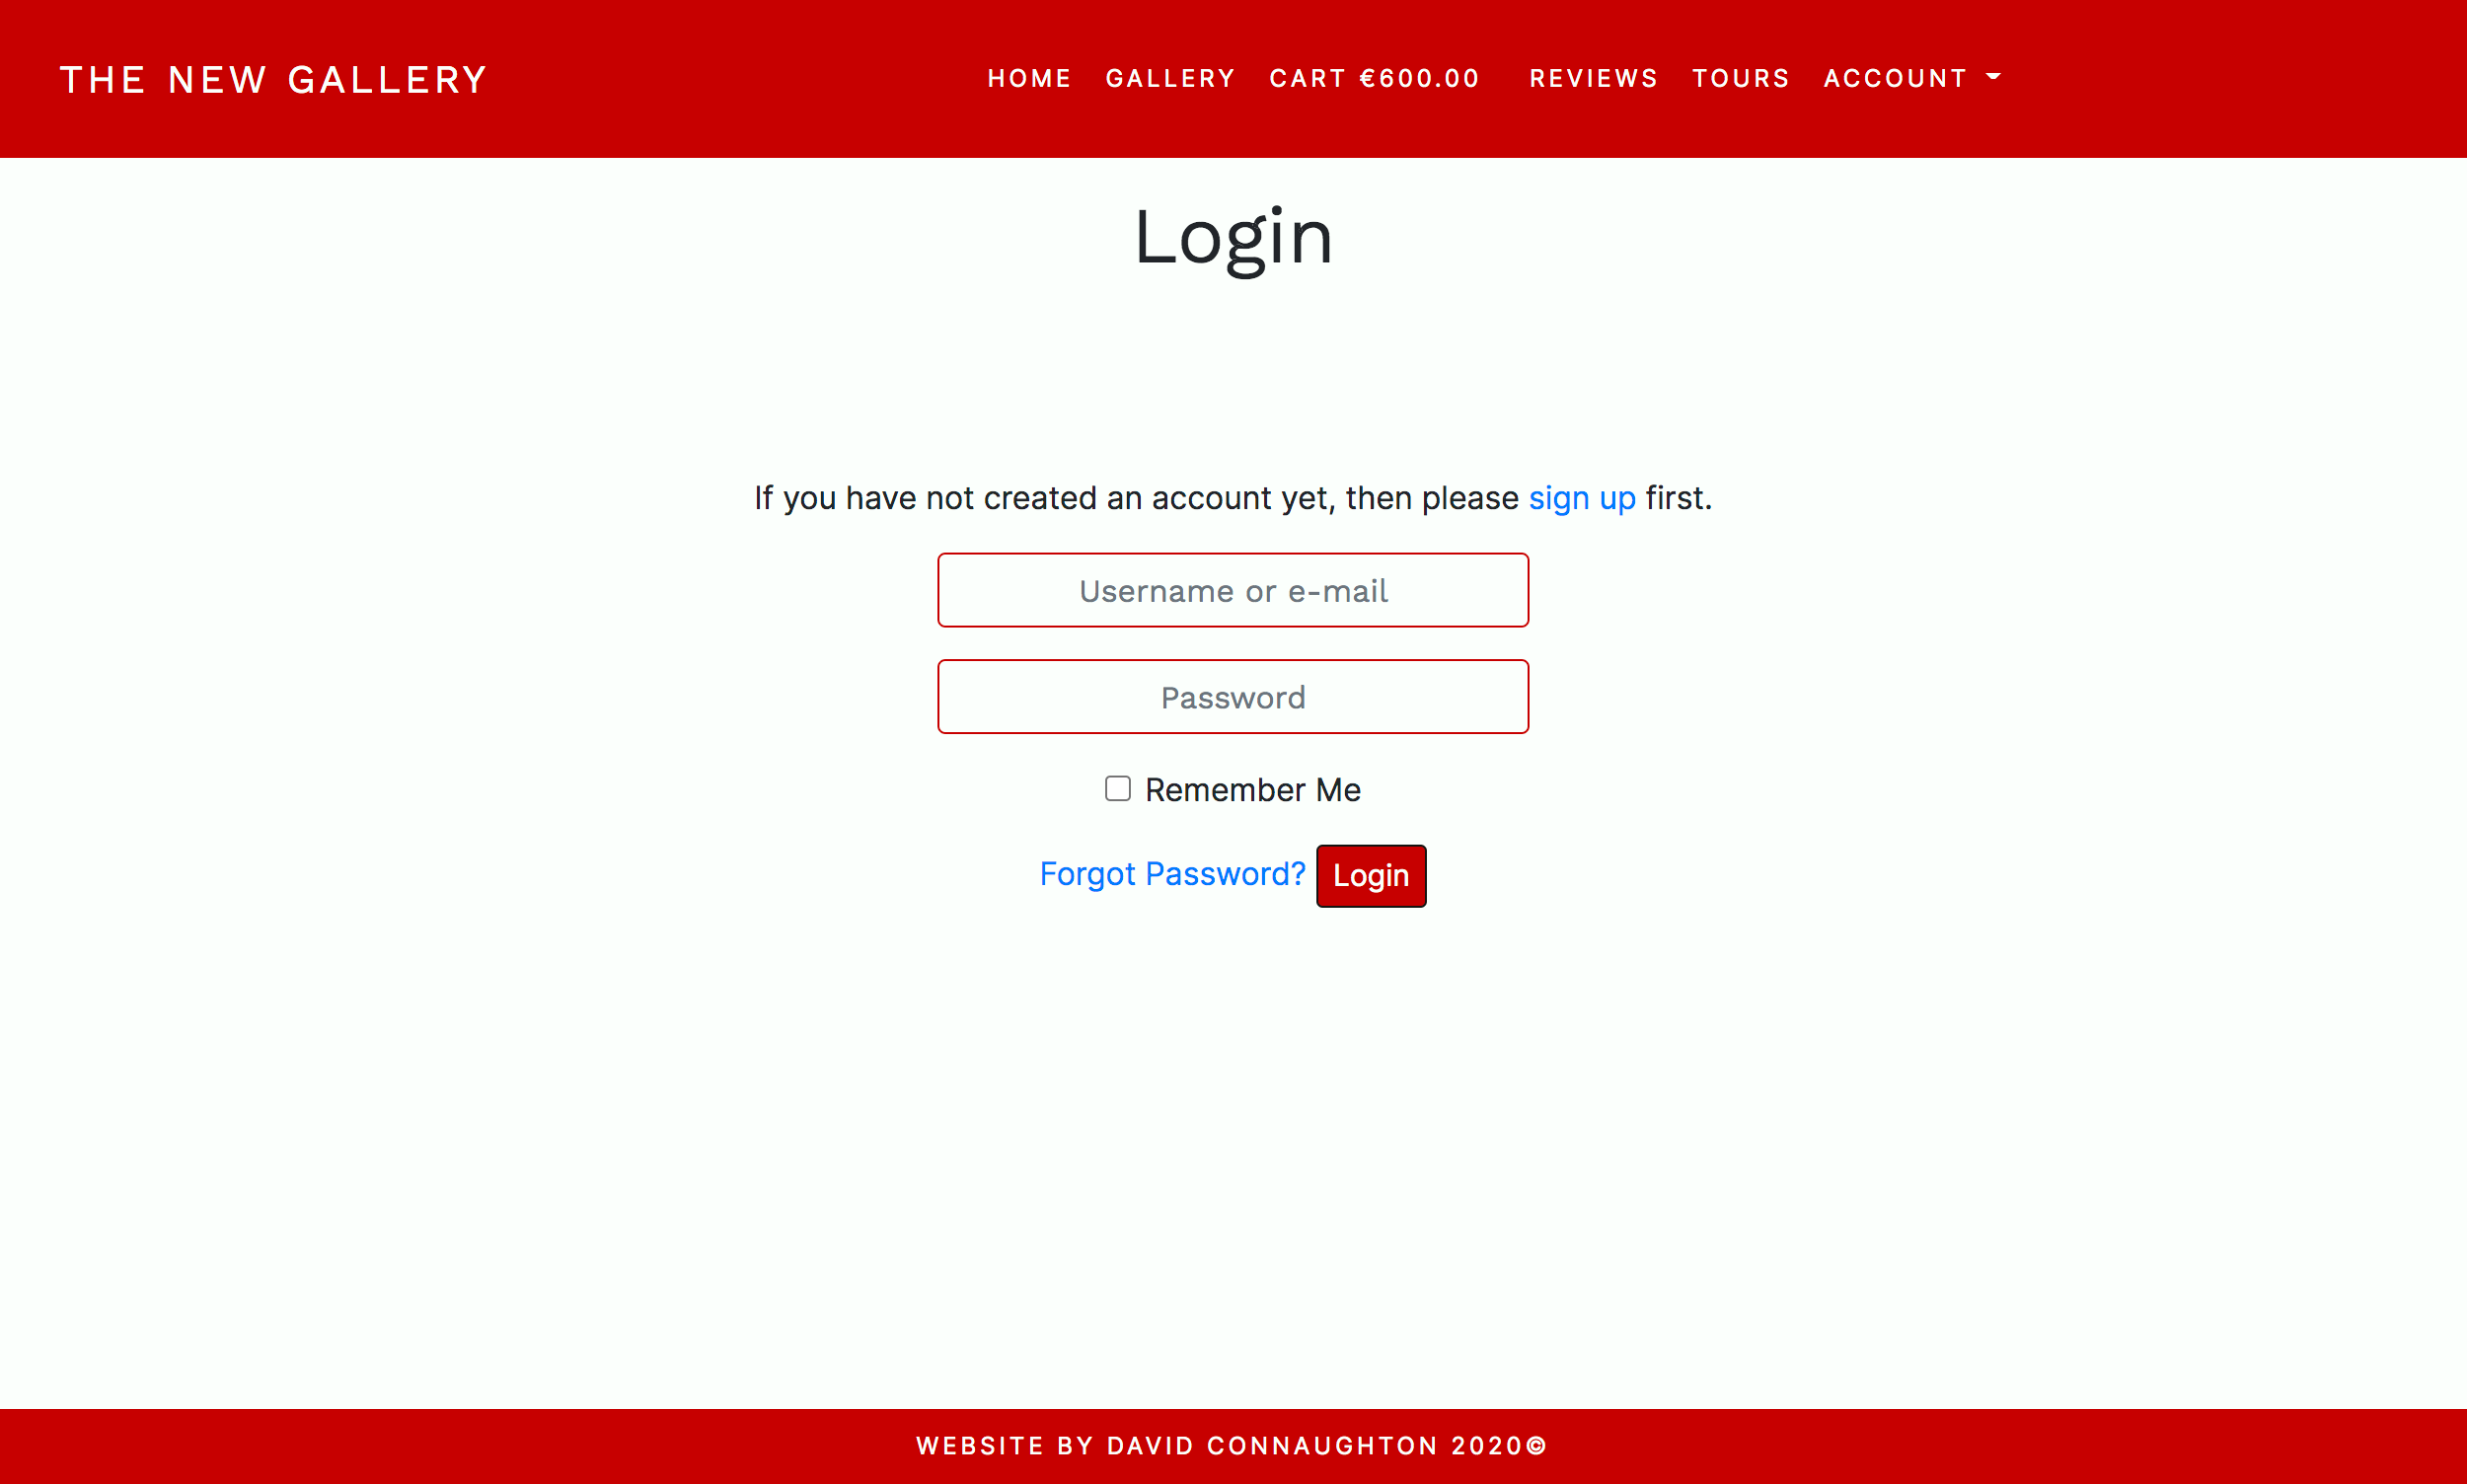 THE NEW GALLERY
HOME GALLERY CART €600.00 REVIEWS TOURS ACCOUNT
Login
If you have not created an account yet, then please sign up first.
Username or e-mail
Password
Remember Me
Forgot Password? Login
WEBSITE BY DAVID CONNAUGHTON 2020©